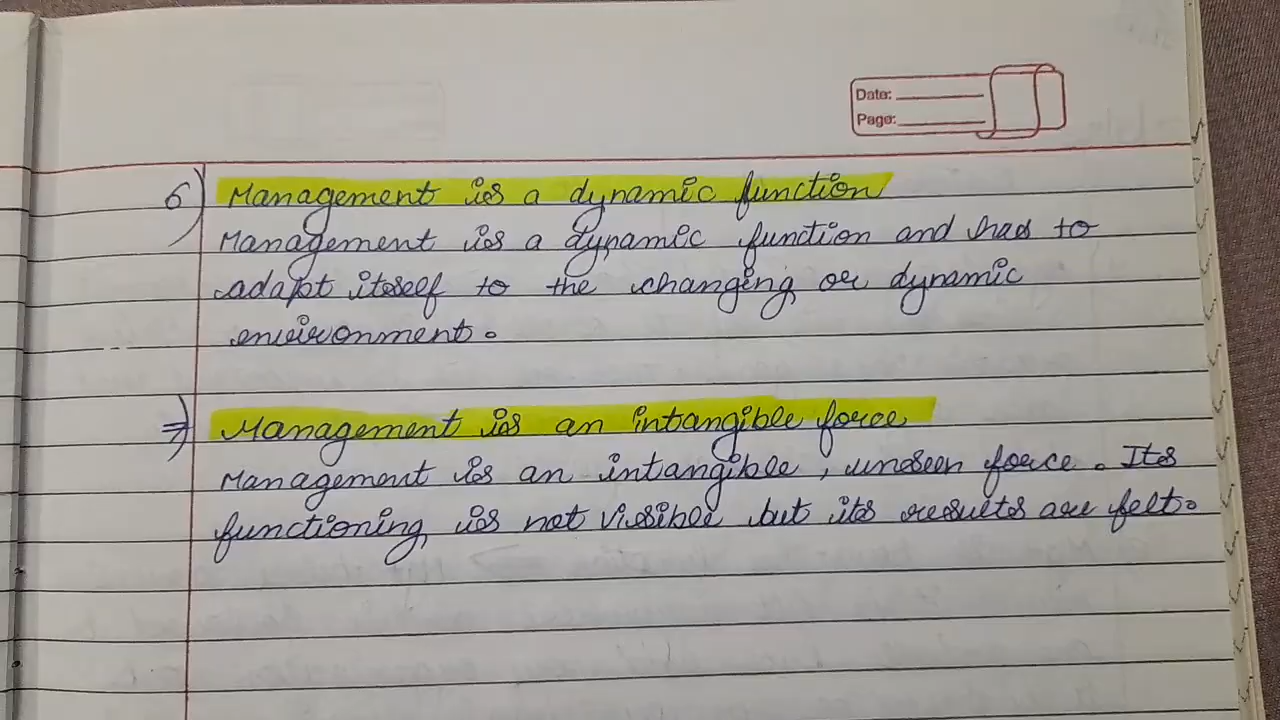 Date:
Page:
6) Management is a dynamic function
Management is a dynamic function and has to
adapt itself to the changing or dynamic
environment.
7) Management is an intangible force
Management is an intangible, unseen force. Its
functioning is not visible but its results are felt.